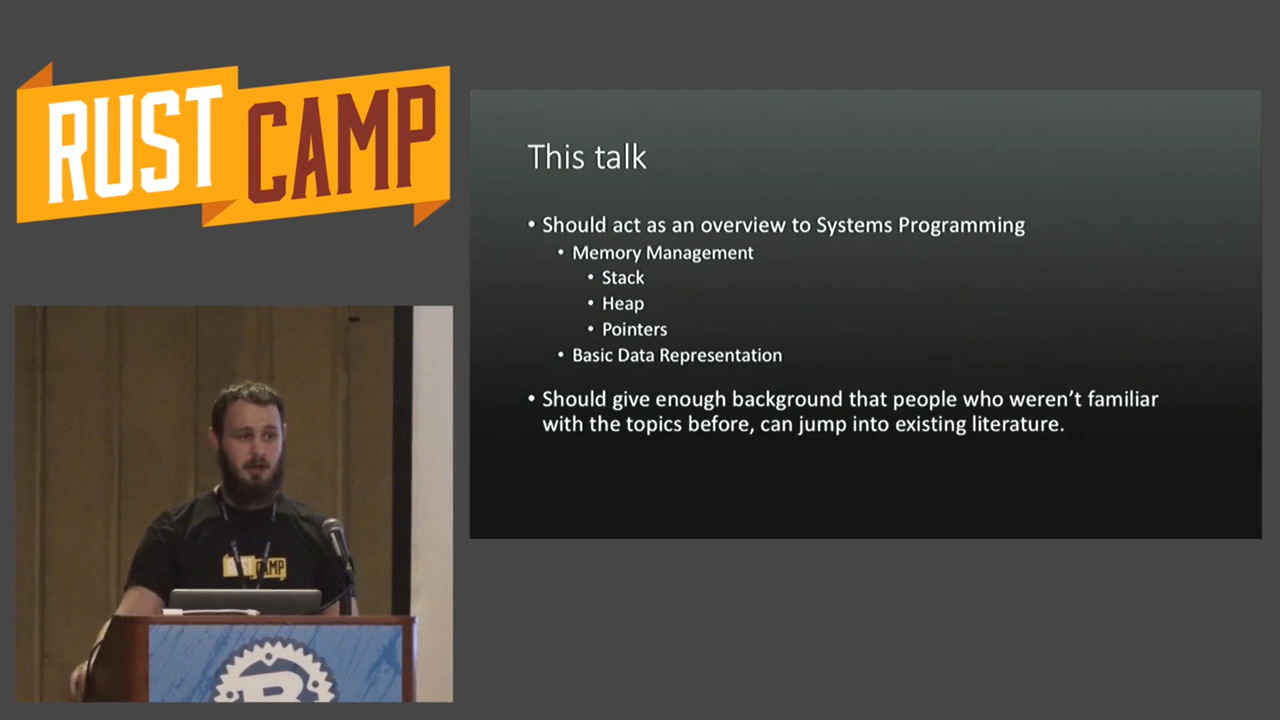 RUST CAMP
This talk
• Should act as an overview to Systems Programming
• Memory Management
• Stack
• Heap
• Pointers
• Basic Data Representation
• Should give enough background that people who weren’t familiar
with the topics before, can jump into existing literature.
RUST CAMP
R